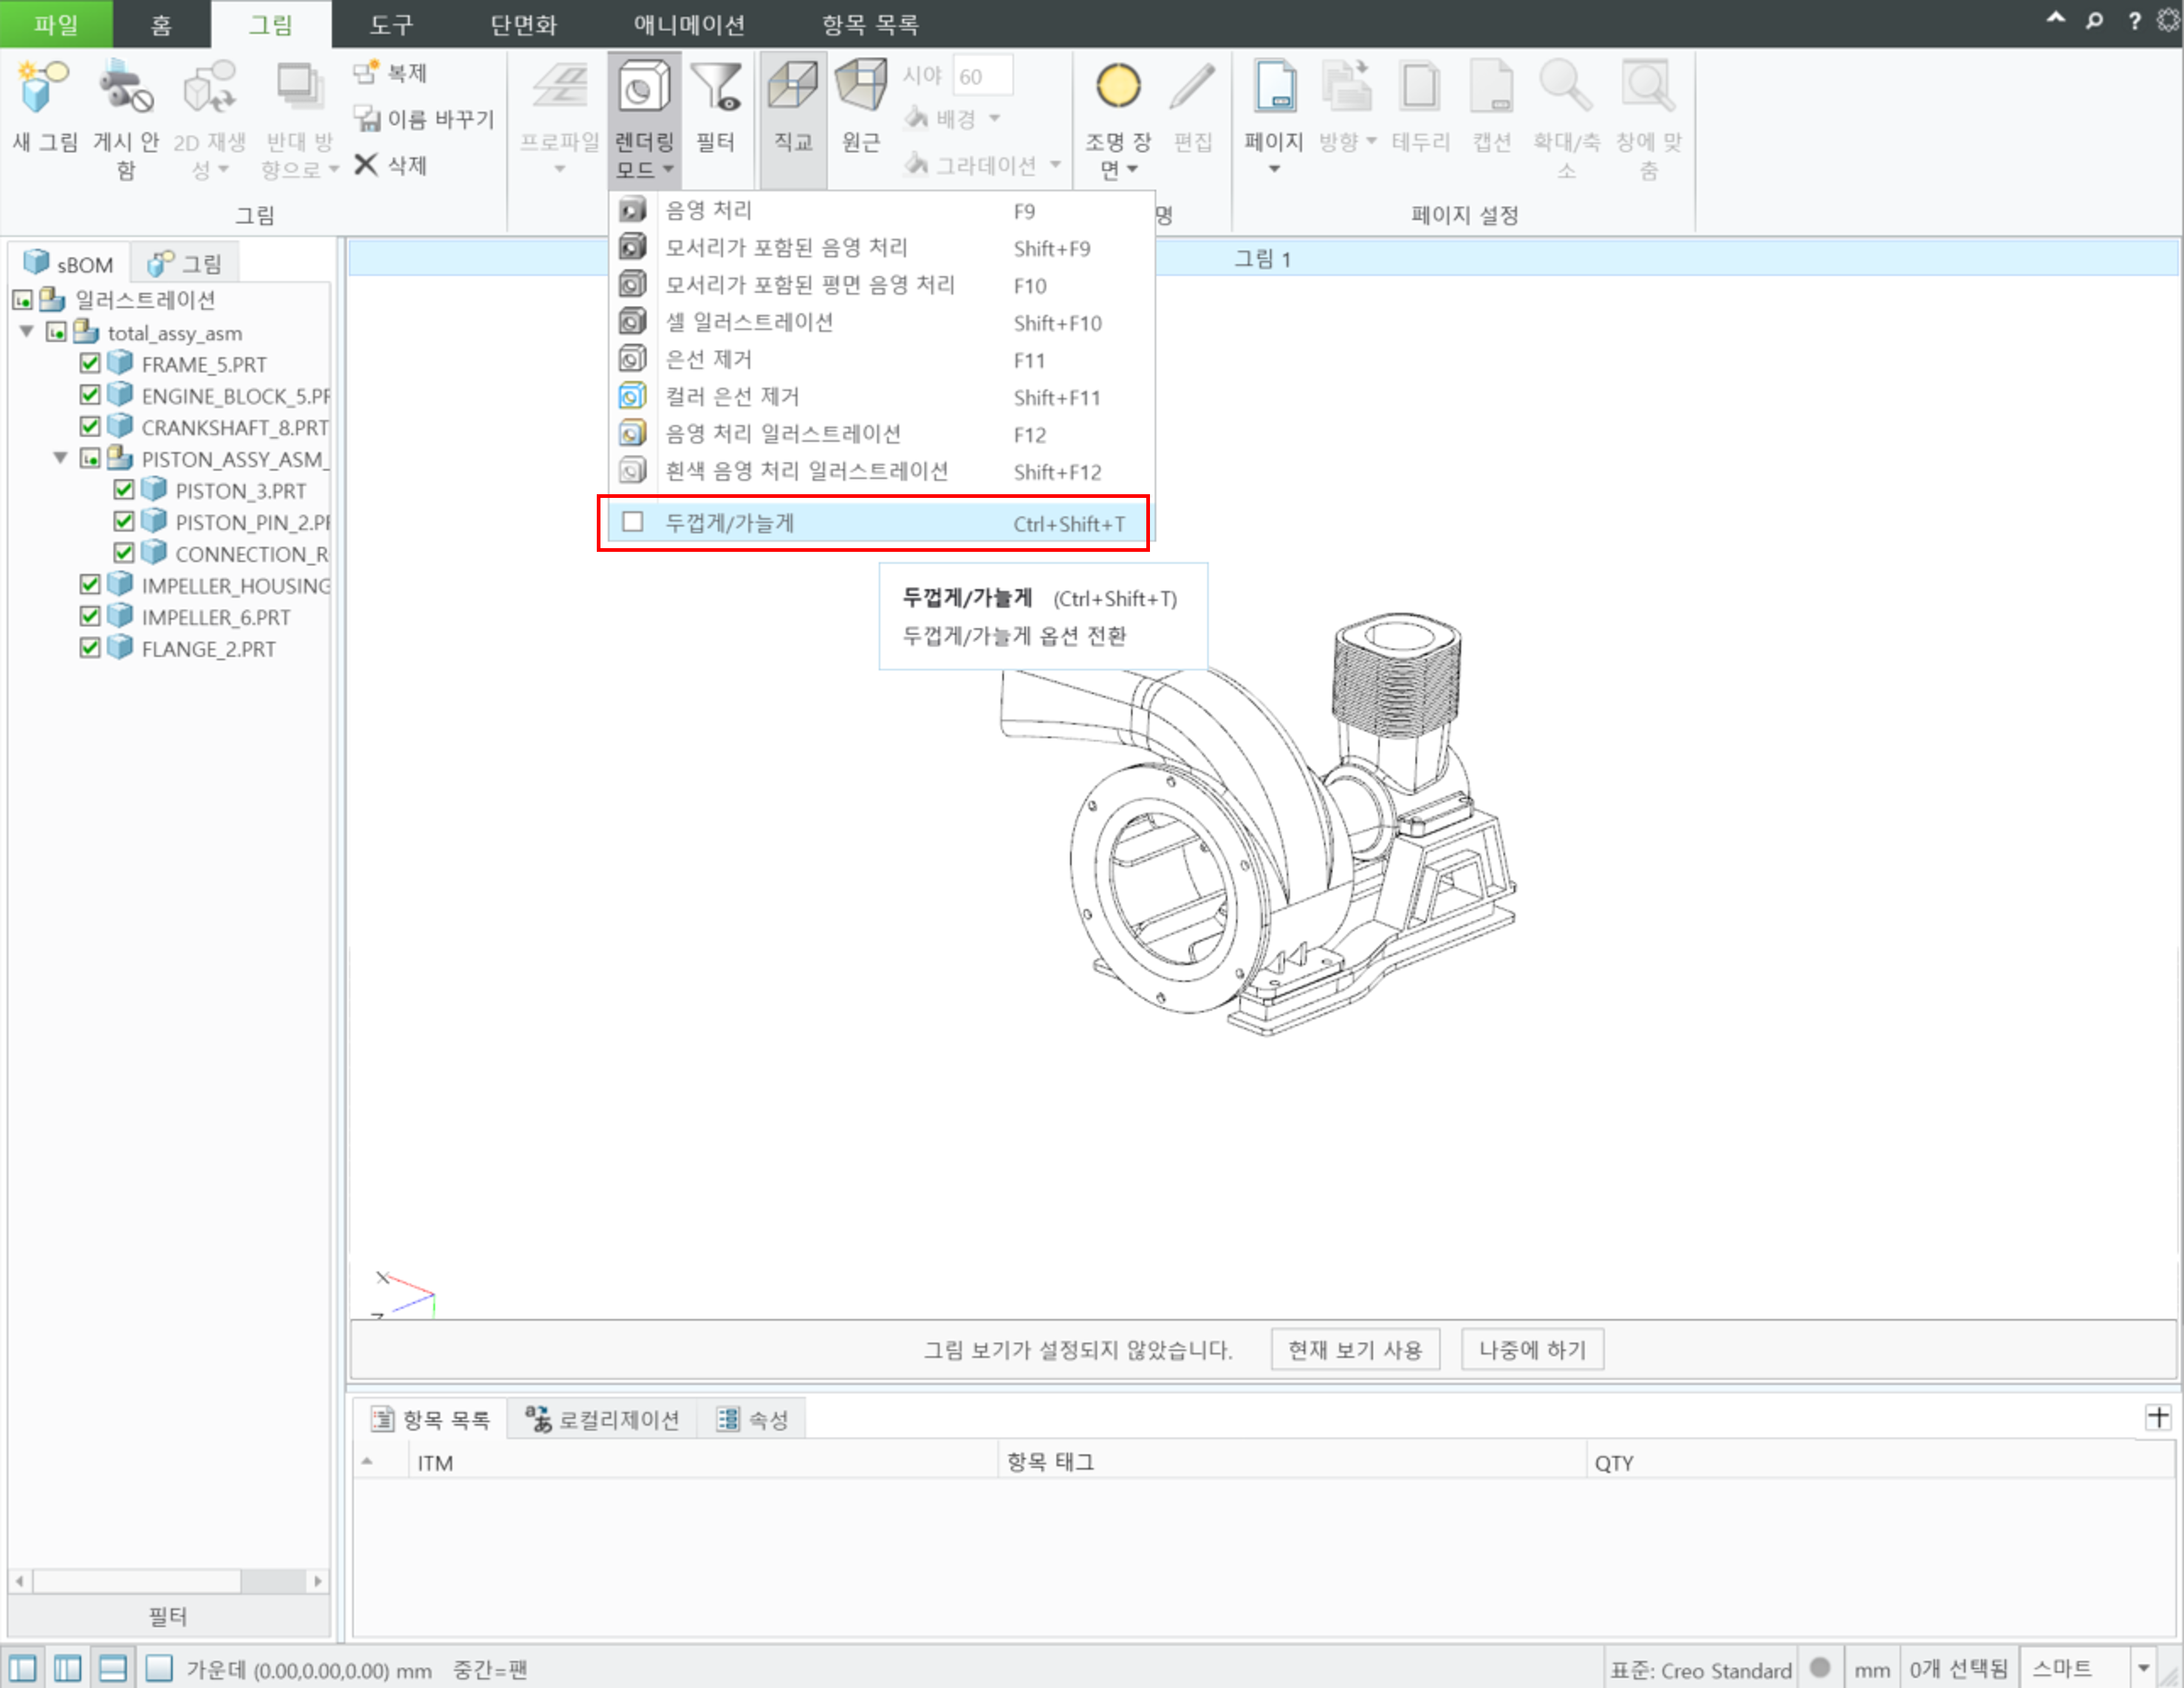 파일 홈 그림 도구 단면화 애니메이션 항목 목록
새 그림
게시 안
함
2D 재생
성
반대 방
향으로
복제
이름 바꾸기
삭제
그림
프로파일
렌더링
모드
필터
직교
원근
시야 60
배경
그라데이션
조명 장
면
편집
명
페이지
방향
테두리
캡션
확대/축
소
창에 맞
춤
페이지 설정
음영 처리 F9
모서리가 포함된 음영 처리 Shift+F9
모서리가 포함된 평면 음영 처리 F10
셀 일러스트레이션 Shift+F10
은선 제거 F11
컬러 은선 제거 Shift+F11
음영 처리 일러스트레이션 F12
흰색 음영 처리 일러스트레이션 Shift+F12
두껍게/가늘게 Ctrl+Shift+T
두껍게/가늘게 (Ctrl+Shift+T)
두껍게/가늘게 옵션 전환
sBOM 그림
일러스트레이션
total_assy_asm
FRAME_5.PRT
ENGINE_BLOCK_5.PF
CRANKSHAFT_8.PRT
PISTON_ASSY_ASM_
PISTON_3.PRT
PISTON_PIN_2.PF
CONNECTION_R
IMPELLER_HOUSING
IMPELLER_6.PRT
FLANGE_2.PRT
필터
그림 1
X
Z
그림 보기가 설정되지 않았습니다. 현재 보기 사용 나중에 하기
항목 목록 로컬리제이션 속성
ITM 항목 태그 QTY
가운데 (0.00,0.00,0.00) mm 중간=팬
표준: Creo Standard mm 0개 선택됨 스마트